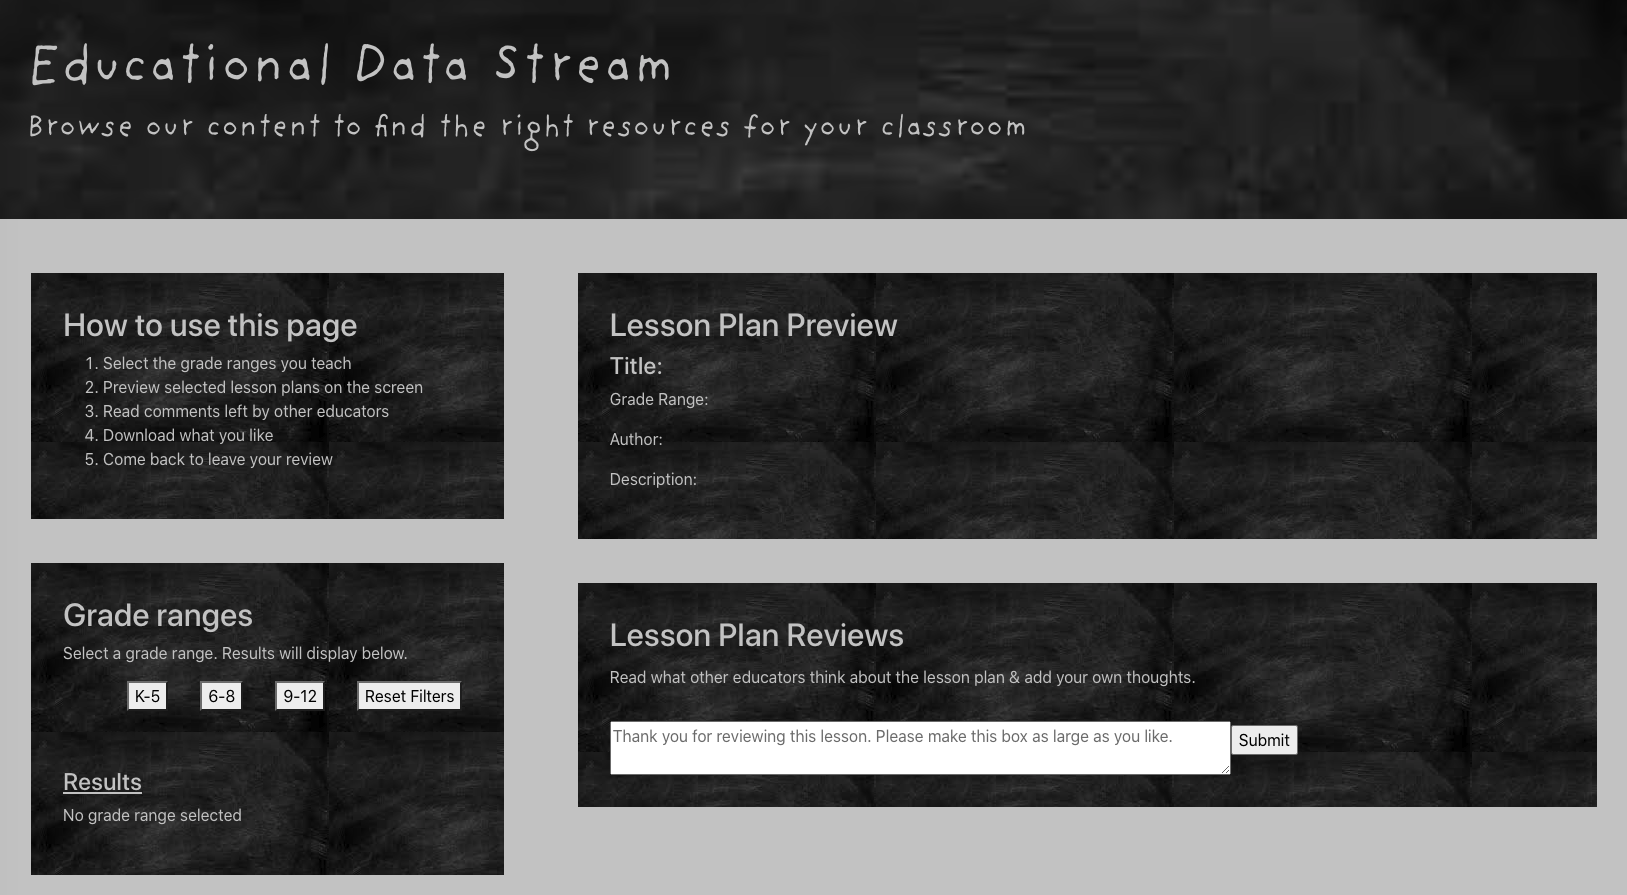 Educational Data Stream
Browse our content to find the right resources for your classroom
How to use this page
1. Select the grade ranges you teach
2. Preview selected lesson plans on the screen
3. Read comments left by other educators
4. Download what you like
5. Come back to leave your review
Grade ranges
Select a grade range. Results will display below.
K-5 6-8 9-12 Reset Filters
Results
No grade range selected
Lesson Plan Preview
Title:
Grade Range:
Author:
Description:
Lesson Plan Reviews
Read what other educators think about the lesson plan & add your own thoughts.
Thank you for reviewing this lesson. Please make this box as large as you like. Submit